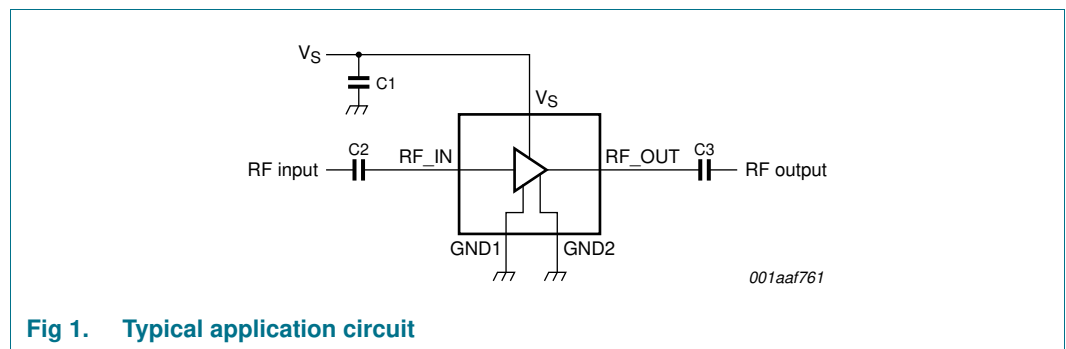 VS
C1
VS
C2
RF_IN
RF_OUT
C3
RF input
RF output
GND1
GND2
001aaf761
Fig 1. Typical application circuit